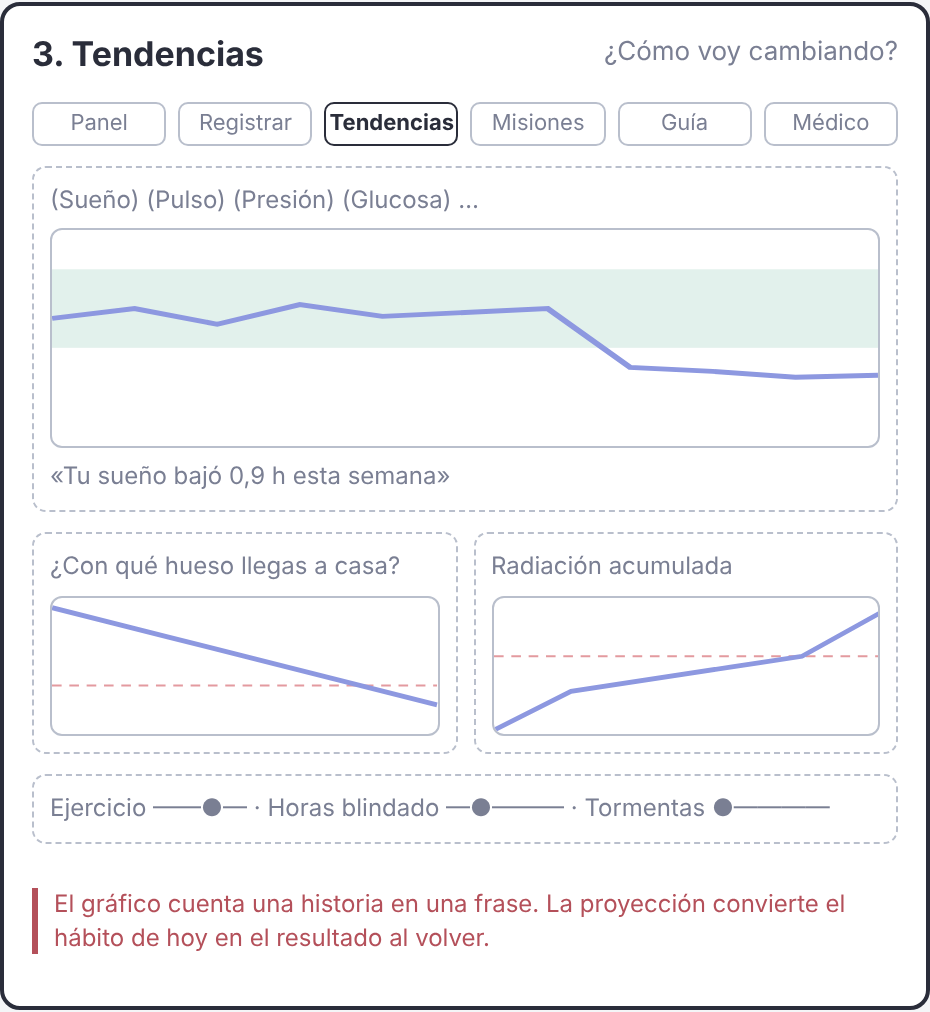 3. Tendencias
¿Cómo voy cambiando?
Panel
Registrar
Tendencias
Misiones
Guía
Médico
(Sueño) (Pulso) (Presión) (Glucosa) ...
«Tu sueño bajó 0,9 h esta semana»
¿Con qué hueso llegas a casa?
Radiación acumulada
Ejercicio · Horas blindado · Tormentas
El gráfico cuenta una historia en una frase. La proyección convierte el
hábito de hoy en el resultado al volver.